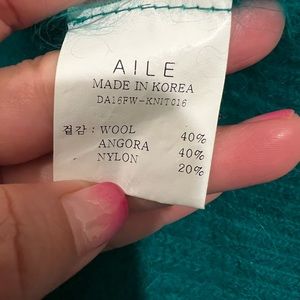 AILE
MADE IN KOREA
DA16FW-KNIT016
겉감 : WOOL 40%
ANGORA 40%
NYLON 20%